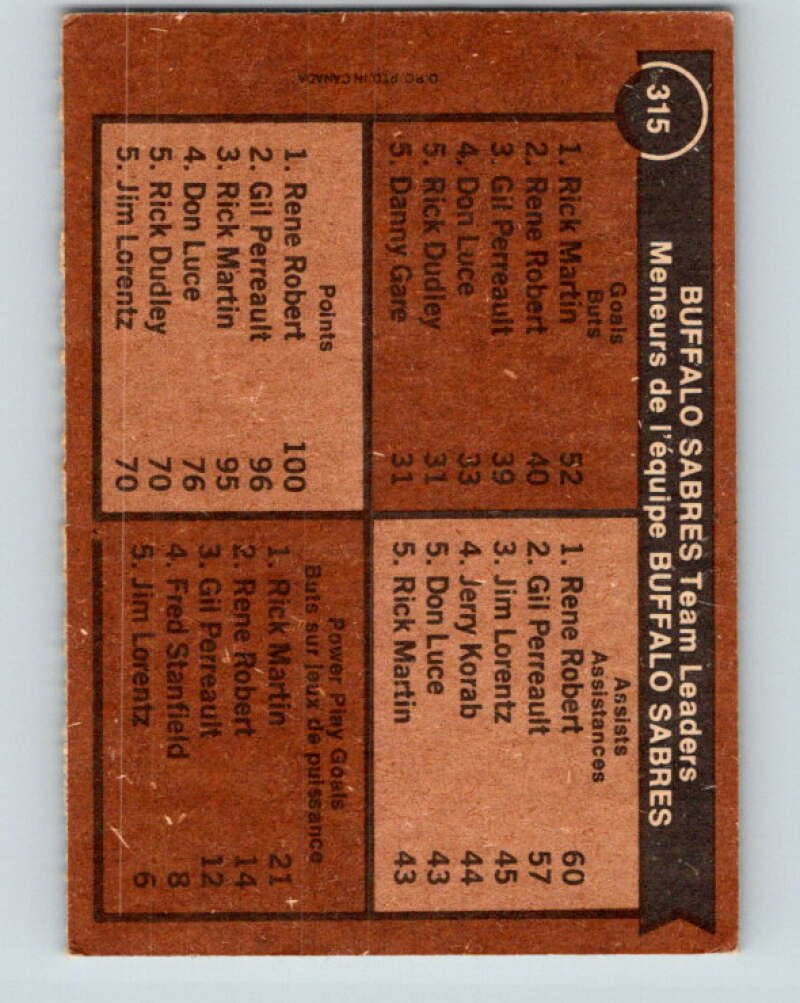 315
BUFFALO SABRES Team Leaders
Meneurs de l'équipe BUFFALO SABRES
Goals
Buts
1. Rick Martin 52
2. Rene Robert 40
3. Gil Perreault 39
4. Don Luce 33
5. Rick Dudley 31
5. Danny Gare 31
Assists
Assistances
1. Rene Robert 60
2. Gil Perreault 57
3. Jim Lorentz 45
4. Jerry Korab 44
5. Don Luce 43
5. Rick Martin 43
Points
1. Rene Robert 100
2. Gil Perreault 96
3. Rick Martin 95
4. Don Luce 76
5. Rick Dudley 70
5. Jim Lorentz 70
Power Play Goals
Buts sur jeux de puissance
1. Rick Martin 21
2. Rene Robert 14
3. Gil Perreault 12
4. Fred Stanfield 8
5. Jim Lorentz 6
O.P.C. PTD. IN CANADA